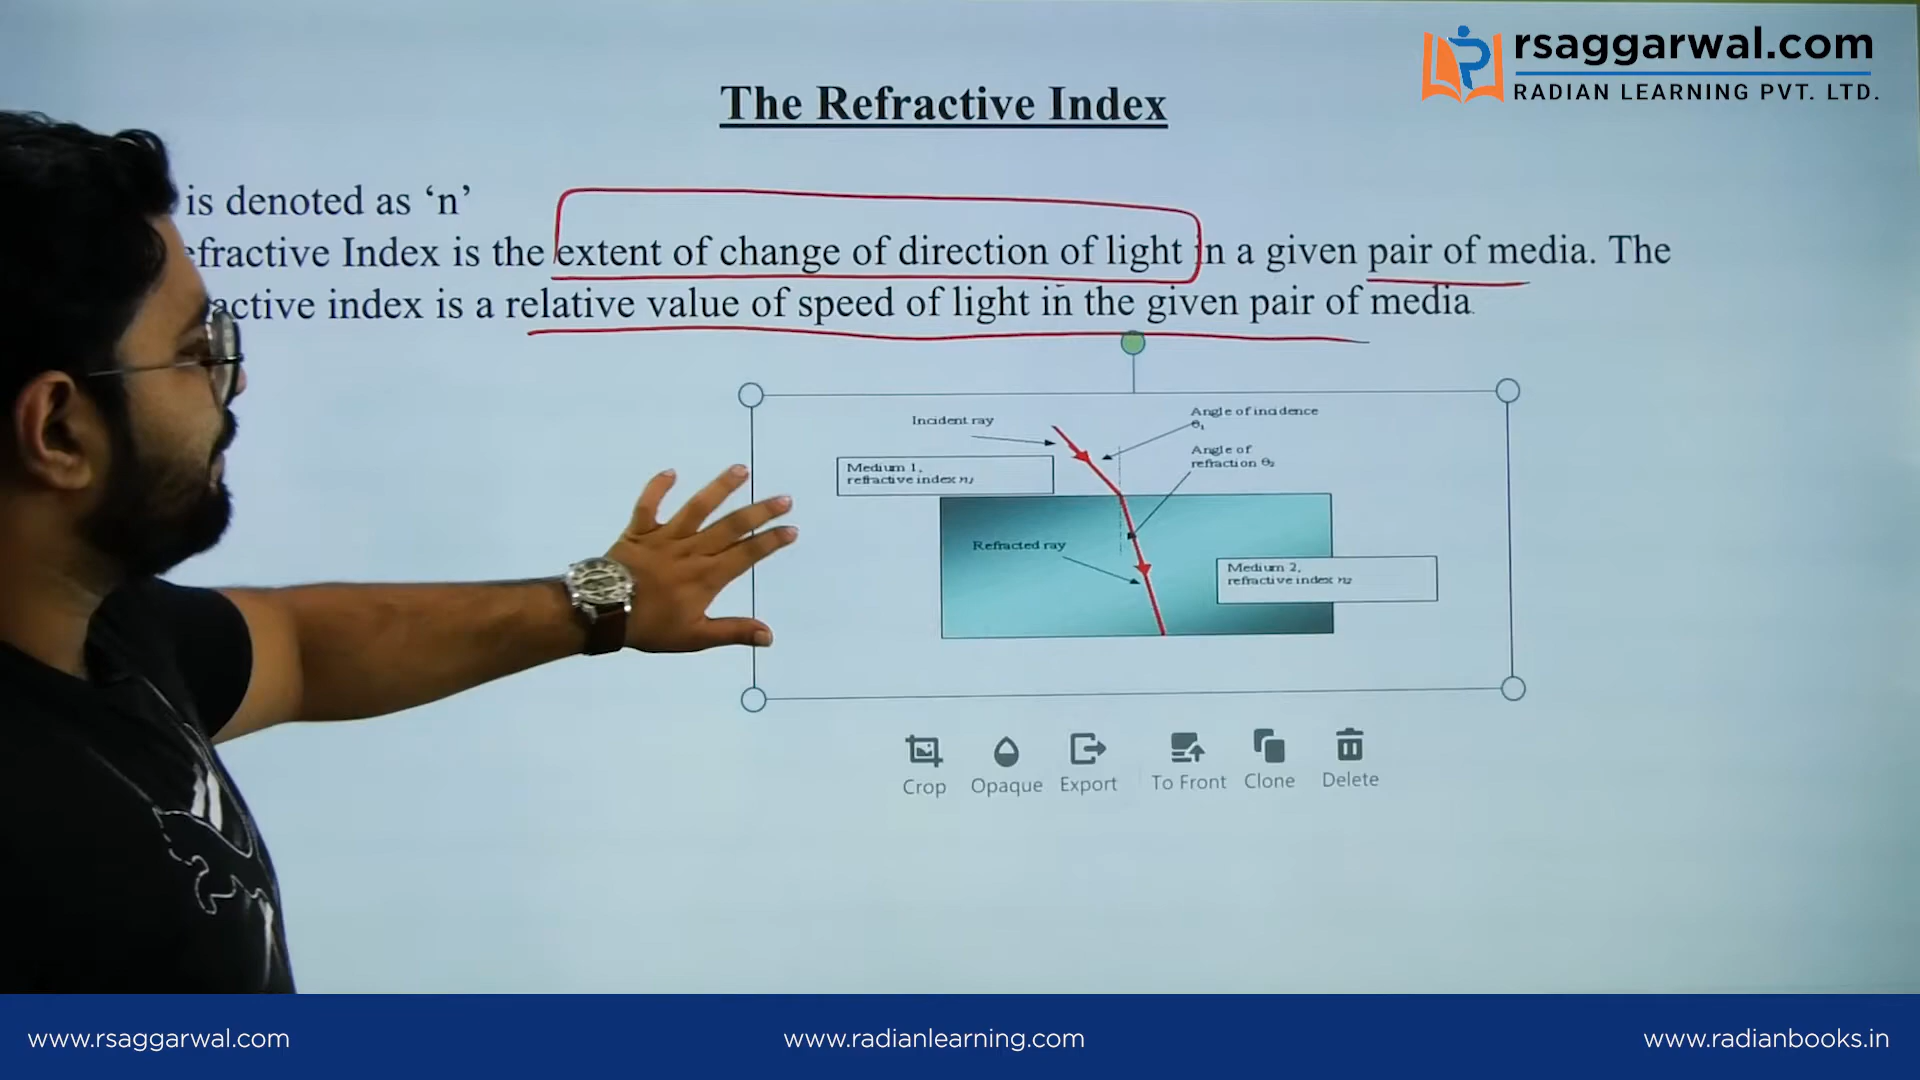 rsaggarwal.com
RADIAN LEARNING PVT. LTD.
The Refractive Index
is denoted as ‘n’
efractive Index is the extent of change of direction of light in a given pair of media. The
active index is a relative value of speed of light in the given pair of media.
Incident ray
Angle of incidence
θ₁
Angle of
refraction θ₂
Medium 1,
refractive index n₁
Refracted ray
Medium 2,
refractive index n₂
Crop
Opaque
Export
To Front
Clone
Delete
www.rsaggarwal.com
www.radianlearning.com
www.radianbooks.in